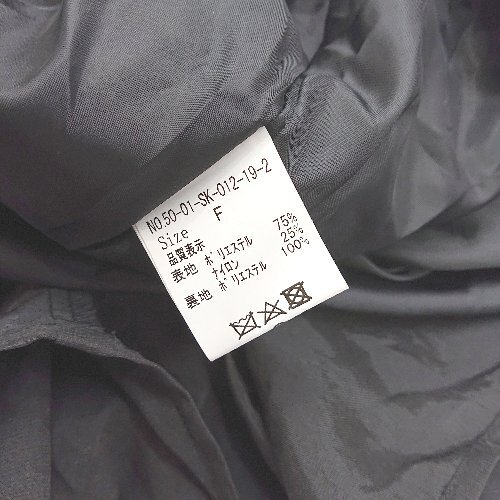 NO.50-01-SK-012-19-2
Size F
品質表示
表地 ポリエステル 75%
ナイロン 25%
裏地 ポリエステル 100%